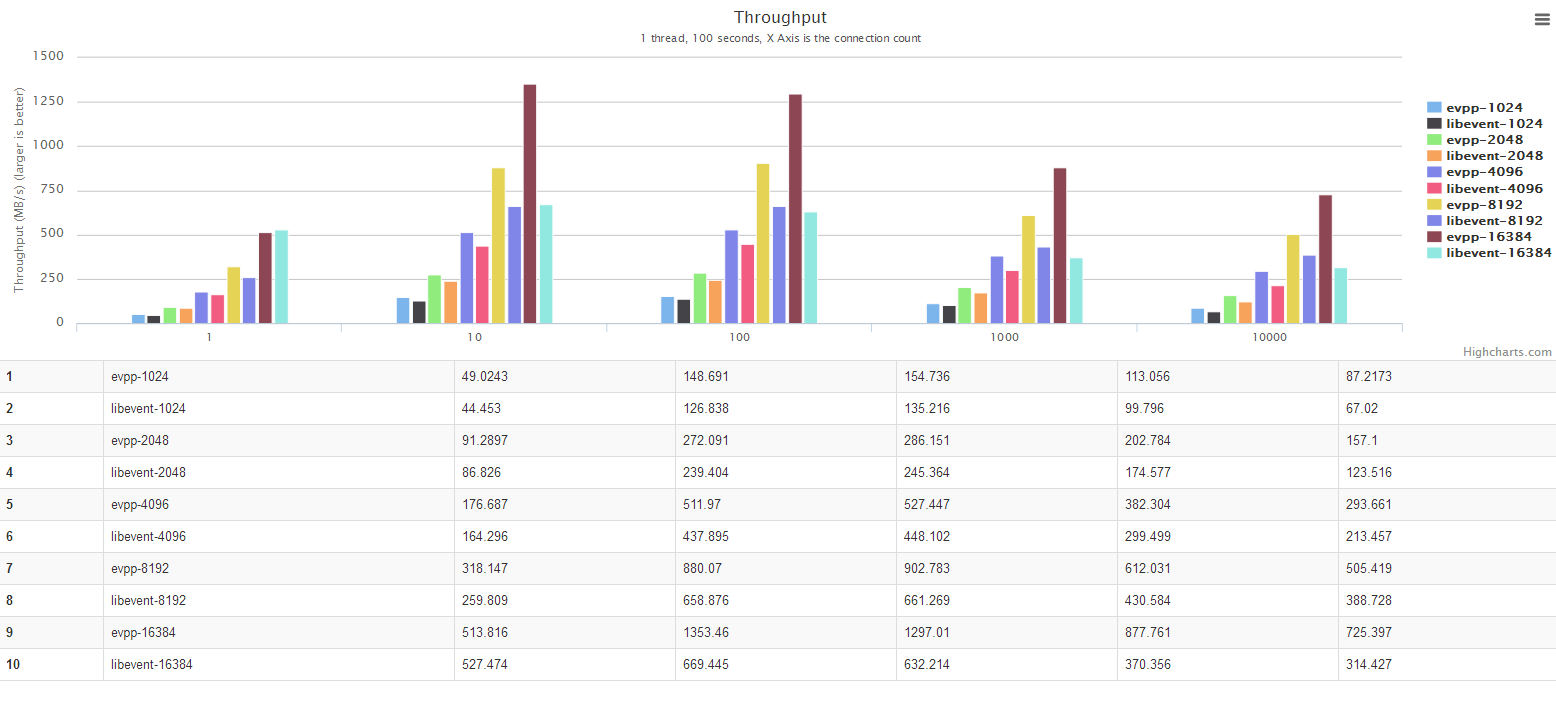 Throughput
1 thread, 100 seconds, X Axis is the connection count
Throughput (MB/s) (larger is better)
1500
1250
1000
750
500
250
0
1 10 100 1000 10000
evpp-1024
libevent-1024
evpp-2048
libevent-2048
evpp-4096
libevent-4096
evpp-8192
libevent-8192
evpp-16384
libevent-16384
Highcharts.com
1 evpp-1024 49.0243 148.691 154.736 113.056 87.2173
2 libevent-1024 44.453 126.838 135.216 99.796 67.02
3 evpp-2048 91.2897 272.091 286.151 202.784 157.1
4 libevent-2048 86.826 239.404 245.364 174.577 123.516
5 evpp-4096 176.687 511.97 527.447 382.304 293.661
6 libevent-4096 164.296 437.895 448.102 299.499 213.457
7 evpp-8192 318.147 880.07 902.783 612.031 505.419
8 libevent-8192 259.809 658.876 661.269 430.584 388.728
9 evpp-16384 513.816 1353.46 1297.01 877.761 725.397
10 libevent-16384 527.474 669.445 632.214 370.356 314.427